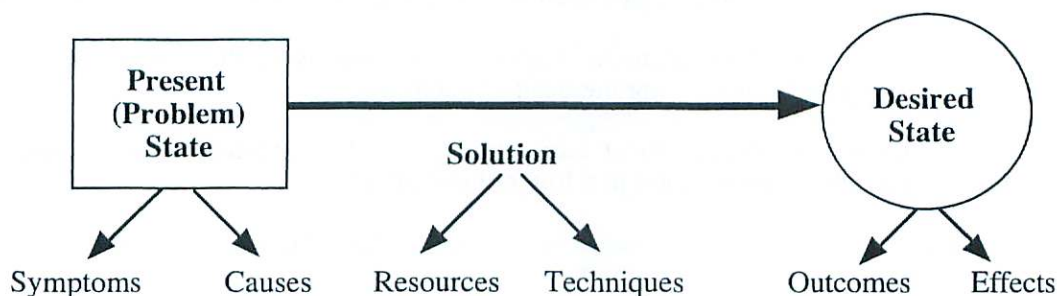 Present
(Problem)
State
Solution
Desired
State
Symptoms
Causes
Resources
Techniques
Outcomes
Effects